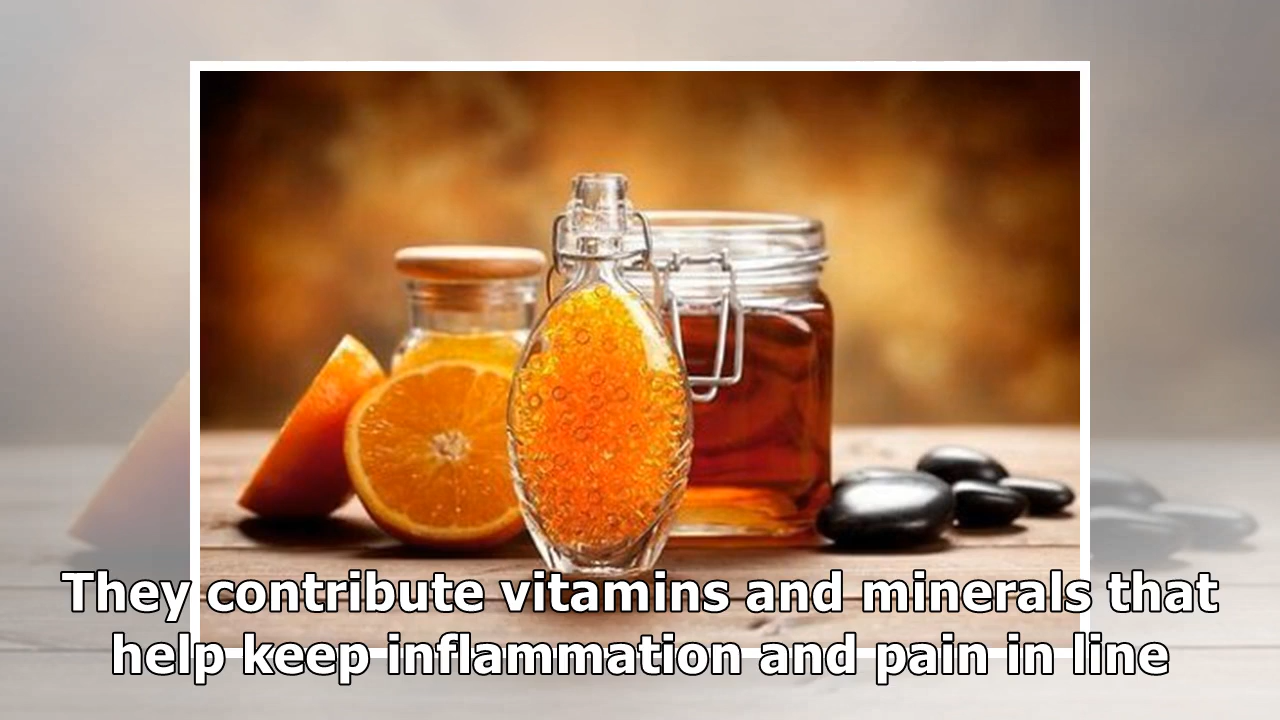 They contribute vitamins and minerals that
help keep inflammation and pain in line